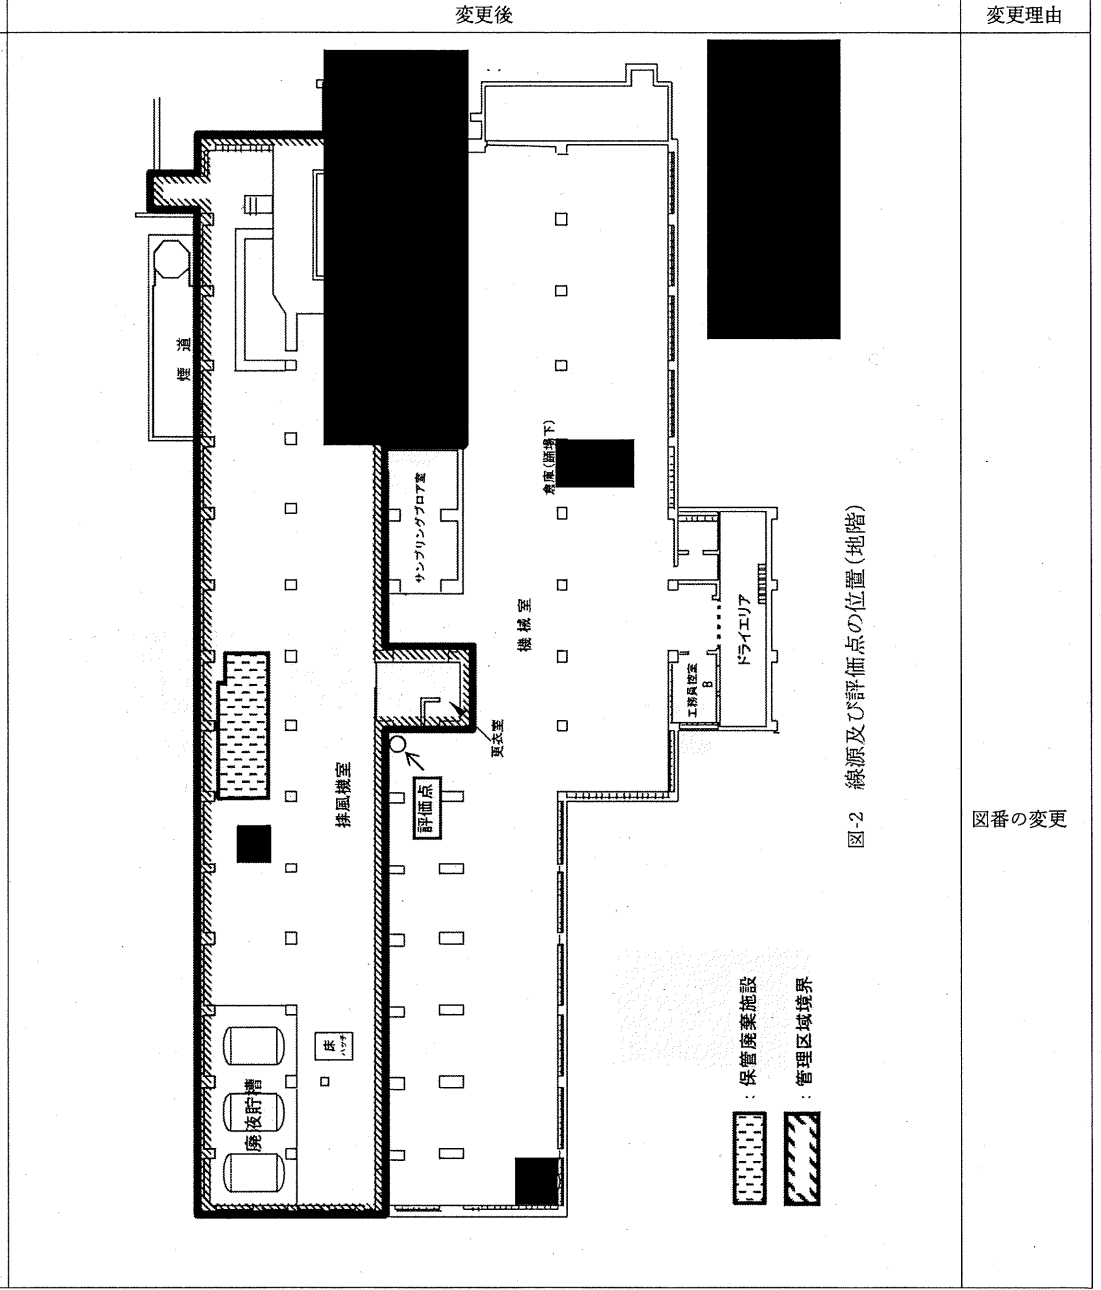 変更後
変更理由
煙道
サンプリングブロア室
倉庫(踊場下)
機械室
ドライエリア
工務員控室
B
更衣室
評価点
排風機室
床
ハッチ
廃液貯槽
図-2 線源及び評価点の位置(地階)
:保管廃棄施設
:管理区域境界
図番の変更